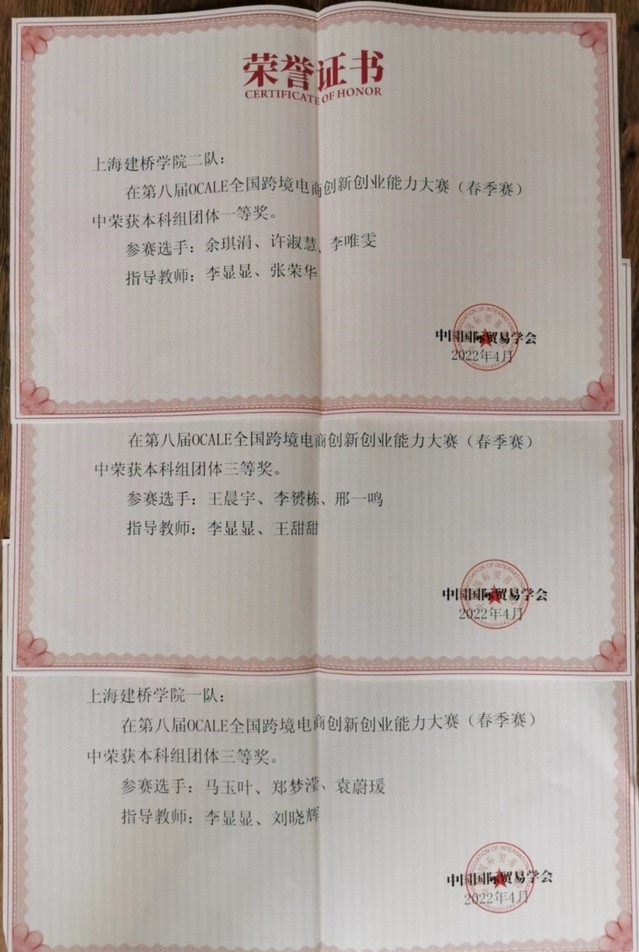 荣誉证书
CERTIFICATE OF HONOR
上海建桥学院二队：
在第八届OCALE全国跨境电商创新创业能力大赛（春季赛）
中荣获本科组团体一等奖。
参赛选手：余琪涓、许淑慧、李唯雯
指导教师：李显显、张荣华
中国国际贸易学会
2022年4月
在第八届OCALE全国跨境电商创新创业能力大赛（春季赛）
中荣获本科组团体三等奖。
参赛选手：王晨宇、李赟栋、邢一鸣
指导教师：李显显、王甜甜
中国国际贸易学会
2022年4月
上海建桥学院一队：
在第八届OCALE全国跨境电商创新创业能力大赛（春季赛）
中荣获本科组团体三等奖。
参赛选手：马玉叶、郑梦滢、袁蔚瑗
指导教师：李显显、刘晓辉
中国国际贸易学会
2022年4月